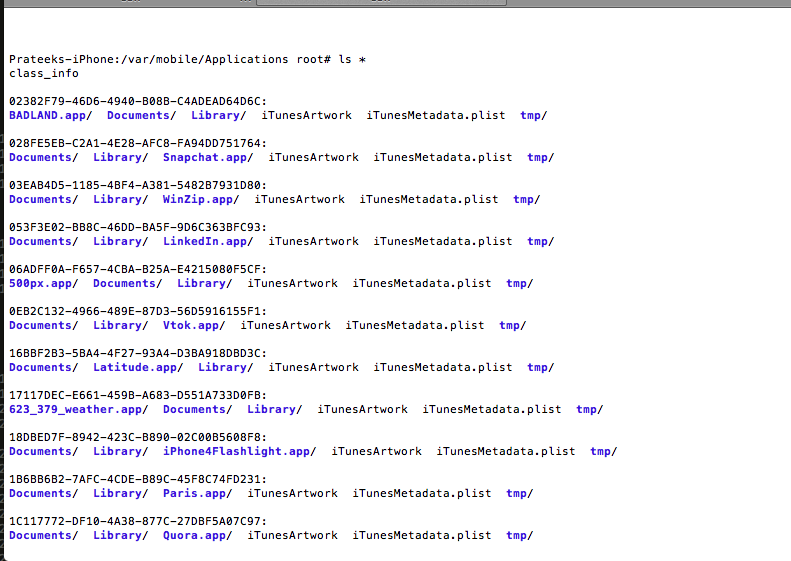 Prateeks-iPhone:/var/mobile/Applications root# ls *
class_info
02382F79-46D6-4940-B08B-C4ADEAD64D6C:
BADLAND.app/ Documents/ Library/ iTunesArtwork iTunesMetadata.plist tmp/
028FE5EB-C2A1-4E28-AFC8-FA94DD751764:
Documents/ Library/ Snapchat.app/ iTunesArtwork iTunesMetadata.plist tmp/
03EAB4D5-1185-4BF4-A381-5482B7931D80:
Documents/ Library/ WinZip.app/ iTunesArtwork iTunesMetadata.plist tmp/
053F3E02-BB8C-46DD-BA5F-9D6C363BFC93:
Documents/ Library/ LinkedIn.app/ iTunesArtwork iTunesMetadata.plist tmp/
06ADFF0A-F657-4CBA-B25A-E4215080F5CF:
500px.app/ Documents/ Library/ iTunesArtwork iTunesMetadata.plist tmp/
0EB2C132-4966-489E-87D3-56D5916155F1:
Documents/ Library/ Vtok.app/ iTunesArtwork iTunesMetadata.plist tmp/
16BBF2B3-5BA4-4F27-93A4-D3BA918DBD3C:
Documents/ Latitude.app/ Library/ iTunesArtwork iTunesMetadata.plist tmp/
17117DEC-E661-459B-A683-D551A733D0FB:
623_379_weather.app/ Documents/ Library/ iTunesArtwork iTunesMetadata.plist tmp/
18DBED7F-8942-423C-B890-02C00B5608F8:
Documents/ Library/ iPhone4Flashlight.app/ iTunesArtwork iTunesMetadata.plist tmp/
1B6BB6B2-7AFC-4CDE-B89C-45F8C74FD231:
Documents/ Library/ Paris.app/ iTunesArtwork iTunesMetadata.plist tmp/
1C117772-DF10-4A38-877C-27DBF5A07C97:
Documents/ Library/ Quora.app/ iTunesArtwork iTunesMetadata.plist tmp/